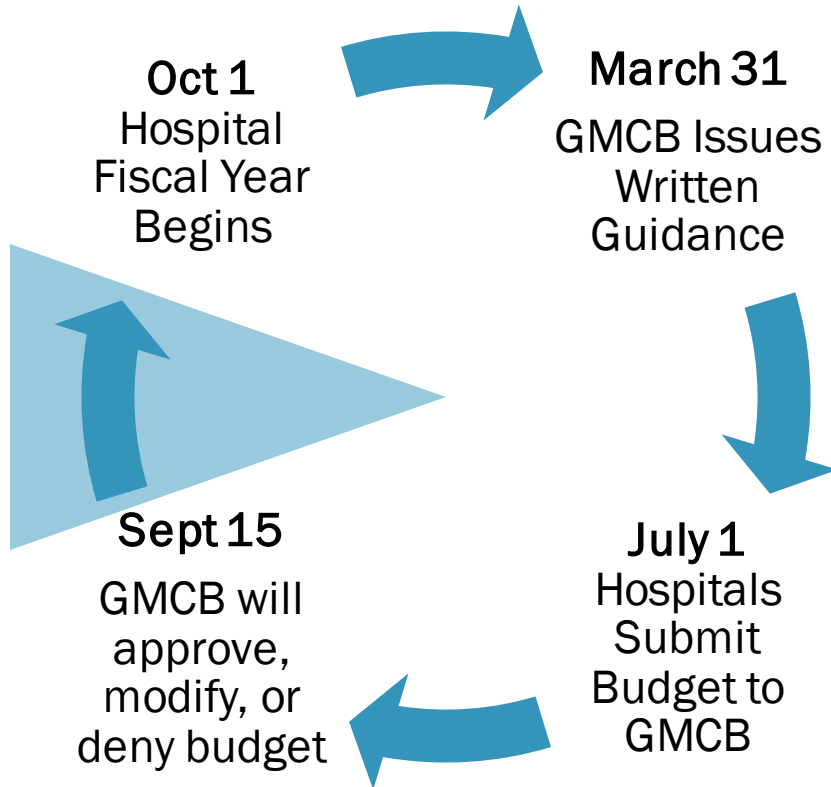 Oct 1
Hospital
Fiscal Year
Begins
March 31
GMCB Issues
Written
Guidance
July 1
Hospitals
Submit
Budget to
GMCB
Sept 15
GMCB will
approve,
modify, or
deny budget